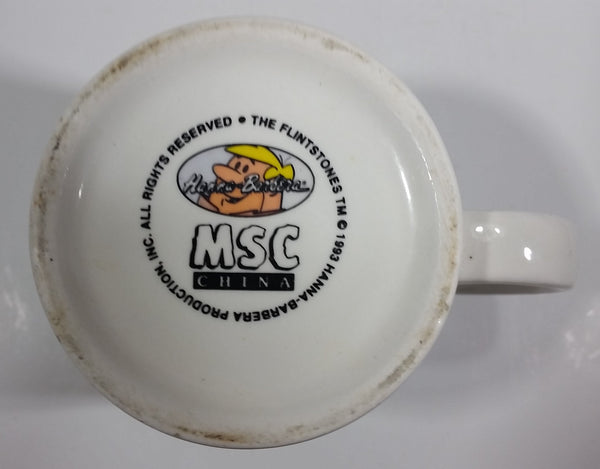 THE FLINTSTONES TM © 1993 HANNA-BARBERA PRODUCTION, INC. ALL RIGHTS RESERVED •
Hanna-Barbera
MSC
CHINA